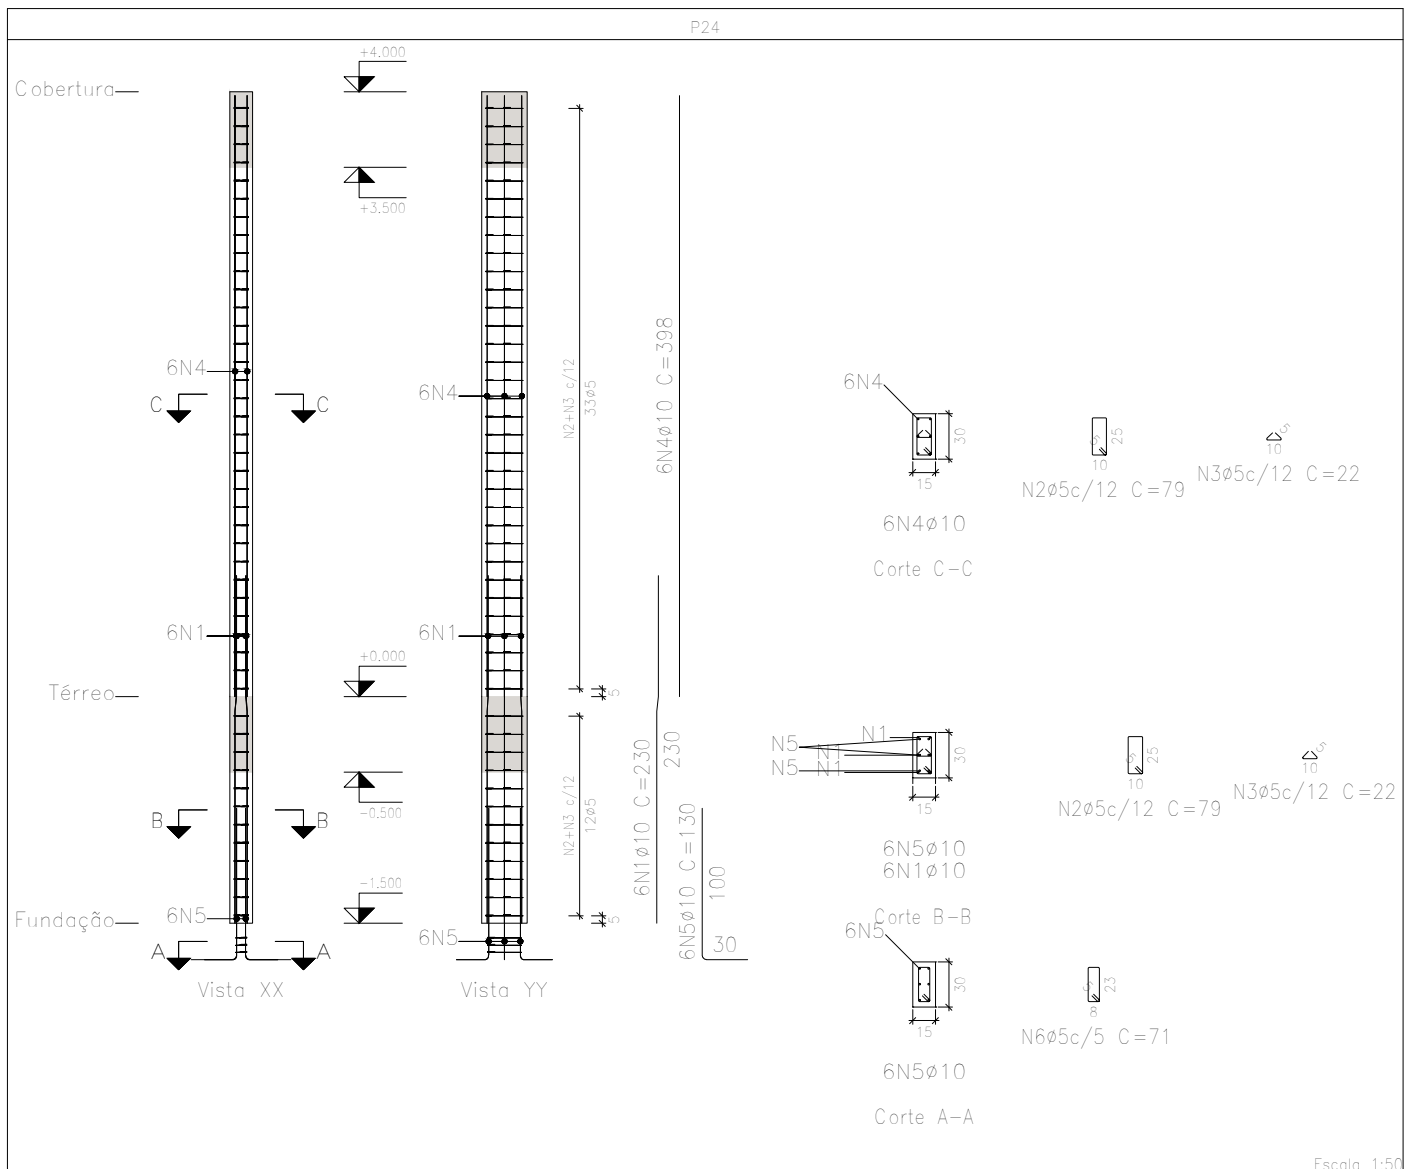 P24
Cobertura
+4.000
+3.500
6N4
C
C
6N4
6N1
6N1
Térreo
+0.000
-0.500
B
B
Fundação
-1.500
6N5
6N5
A
A
Vista XX
Vista YY
N2+N3 c/12
33ø5
5
N2+N3 c/12
12ø5
5
6N4ø10 C=398
6N1ø10 C=230
230
6N5ø10 C=130
100
30
6N4
30
15
6N4ø10
Corte C-C
5
25
10
N2ø5c/12 C=79
5
10
N3ø5c/12 C=22
N1
N5
N1
N5
N1
30
15
6N5ø10
6N1ø10
Corte B-B
5
25
10
N2ø5c/12 C=79
5
10
N3ø5c/12 C=22
6N5
30
15
6N5ø10
Corte A-A
5
23
8
N6ø5c/5 C=71
Escala 1:50